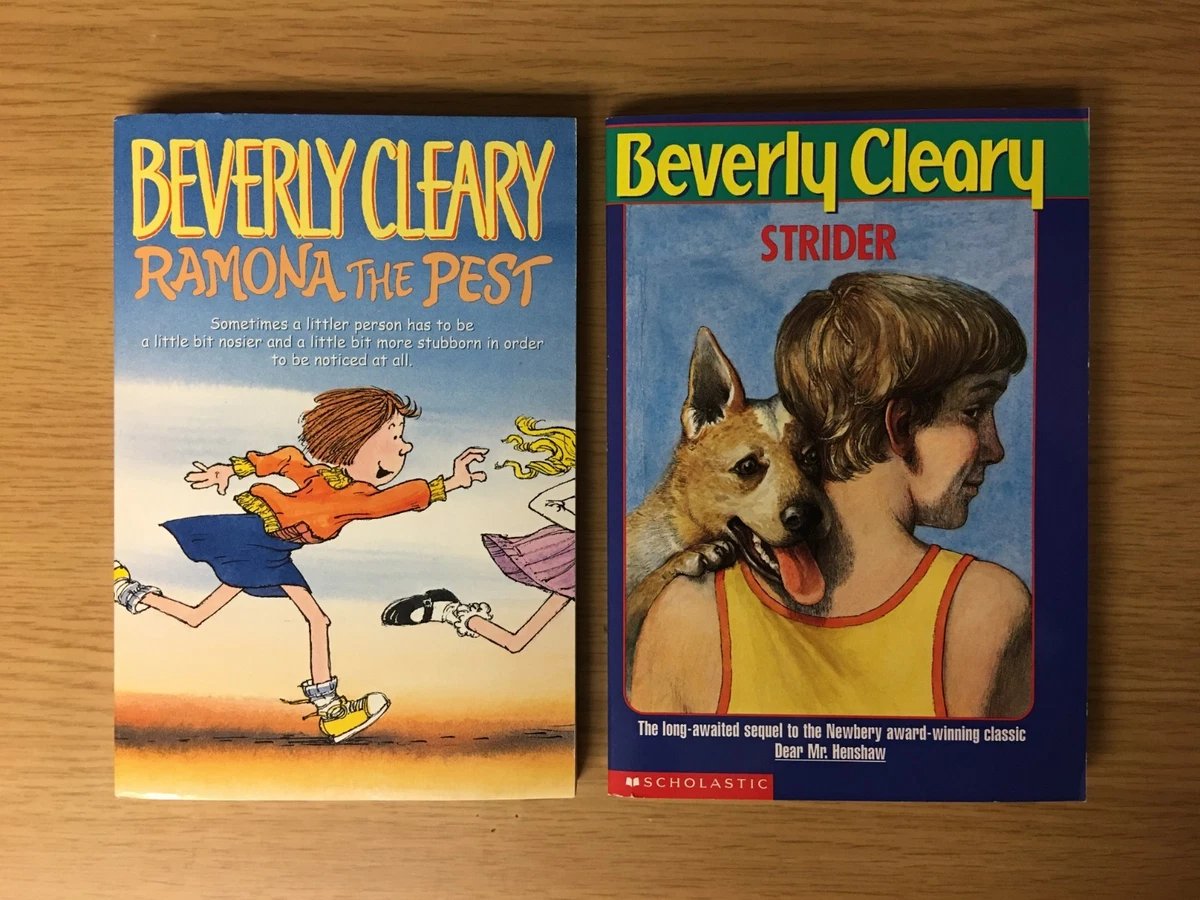 BEVERLY CLEARY
RAMONA THE PEST
Sometimes a littler person has to be
a little bit nosier and a little bit more stubborn in order
to be noticed at all.
Beverly Cleary
STRIDER
The long-awaited sequel to the Newbery award-winning classic
Dear Mr. Henshaw
SCHOLASTIC